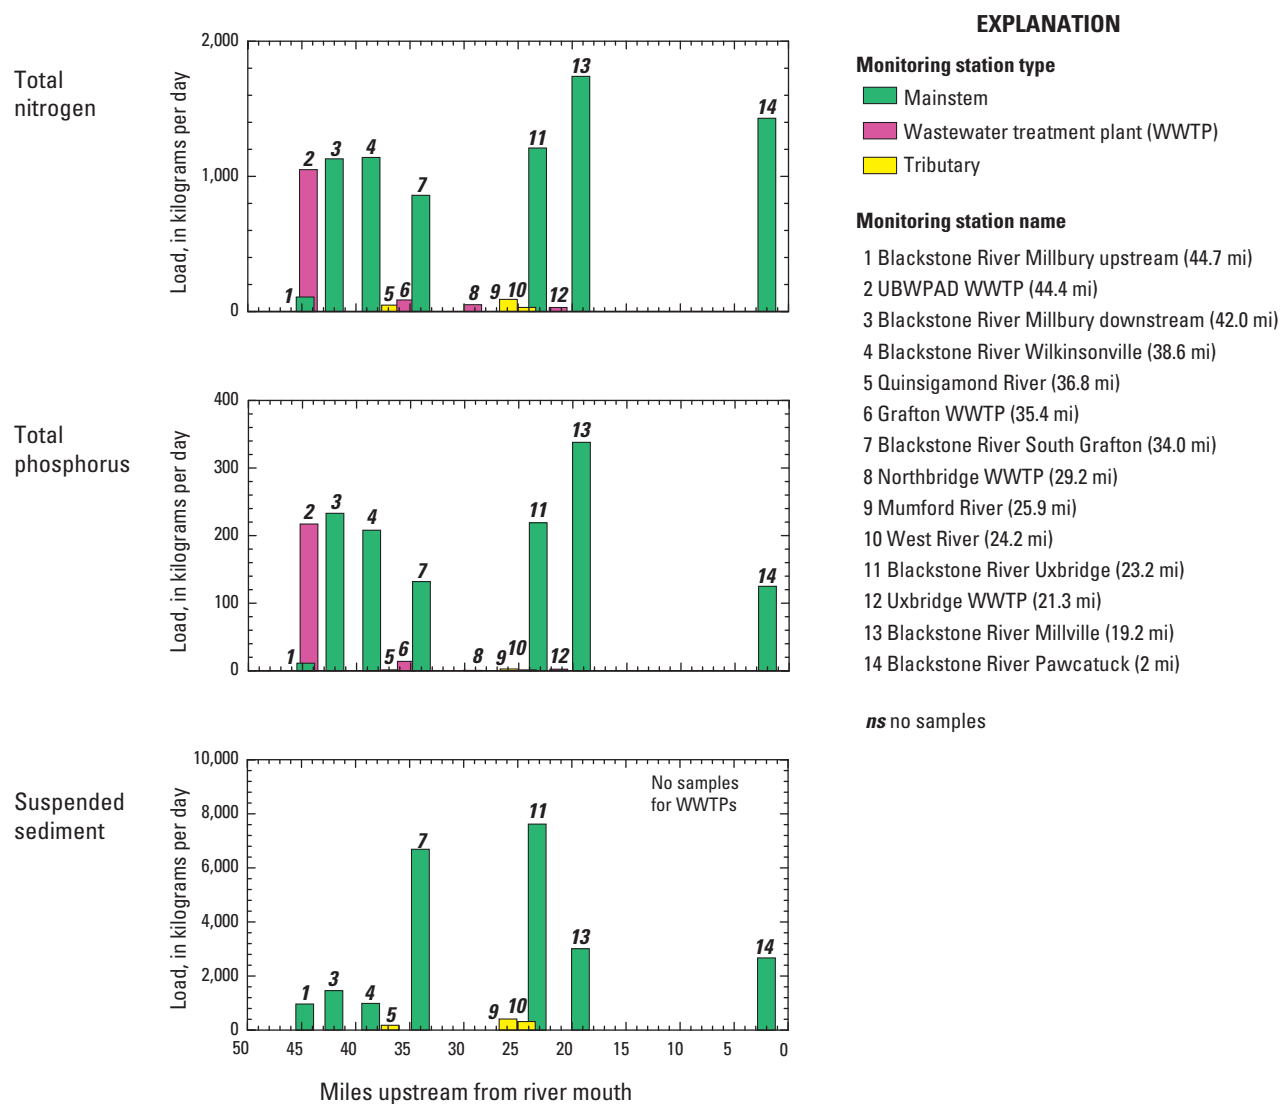 EXPLANATION
Monitoring station type
Mainstem
Wastewater treatment plant (WWTP)
Tributary
Monitoring station name
1 Blackstone River Millbury upstream (44.7 mi)
2 UBWPAD WWTP (44.4 mi)
3 Blackstone River Millbury downstream (42.0 mi)
4 Blackstone River Wilkinsonville (38.6 mi)
5 Quinsigamond River (36.8 mi)
6 Grafton WWTP (35.4 mi)
7 Blackstone River South Grafton (34.0 mi)
8 Northbridge WWTP (29.2 mi)
9 Mumford River (25.9 mi)
10 West River (24.2 mi)
11 Blackstone River Uxbridge (23.2 mi)
12 Uxbridge WWTP (21.3 mi)
13 Blackstone River Millville (19.2 mi)
14 Blackstone River Pawcatuck (2 mi)
ns no samples
Total
nitrogen
Load, in kilograms per day
2,000
1,000
0
1 2 3 4 5 6 7 8 9 10 11 12 13 14
Total
phosphorus
Load, in kilograms per day
400
300
200
100
0
1 2 3 4 5 6 7 8 9 10 11 12 13 14
Suspended
sediment
Load, in kilograms per day
10,000
8,000
6,000
4,000
2,000
0
No samples
for WWTPs
1 3 4 5 7 9 10 11 13 14
50 45 40 35 30 25 20 15 10 5 0
Miles upstream from river mouth